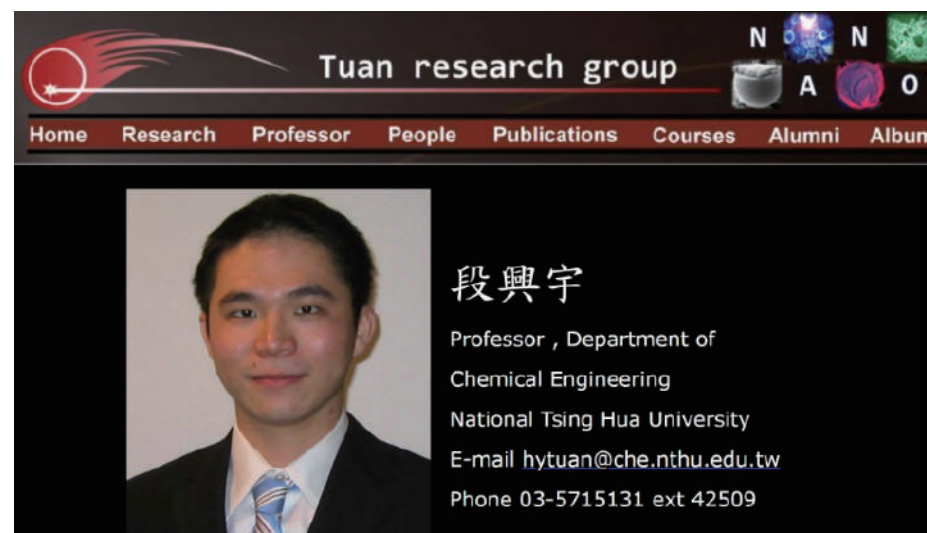 Tuan research group
N N
A O
Home Research Professor People Publications Courses Alumni Album
段興宇
Professor , Department of
Chemical Engineering
National Tsing Hua University
E-mail hytuan@che.nthu.edu.tw
Phone 03-5715131 ext 42509